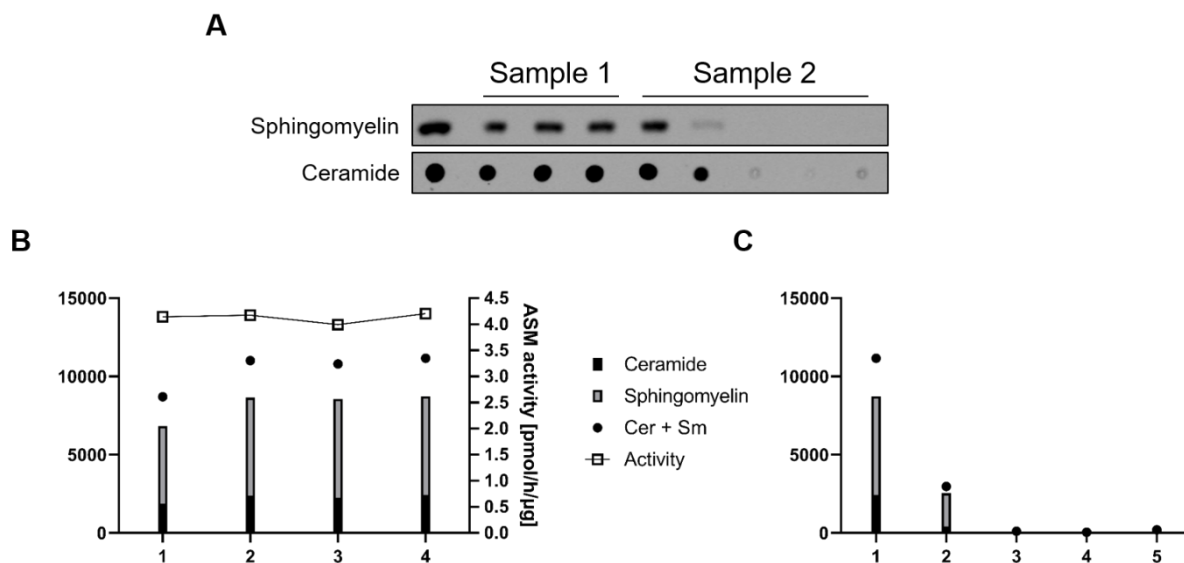 A
Sample 1 Sample 2
Sphingomyelin
Ceramide
B
15000
10000
5000
0
1 2 3 4
4.5
4.0
3.5
3.0
2.5
2.0
1.5
1.0
0.5
0.0
ASM activity [pmol/h/µg]
Ceramide
Sphingomyelin
Cer + Sm
Activity
C
15000
10000
5000
0
1 2 3 4 5